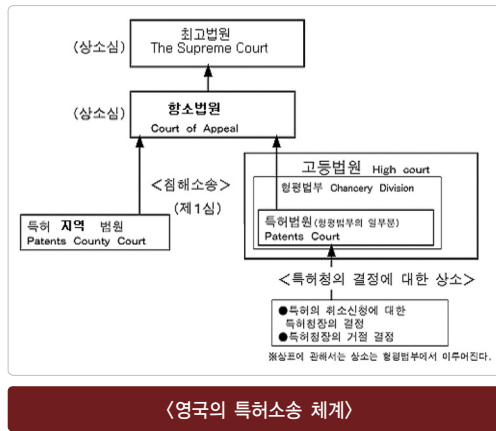 최고법원
(상소심)
The Supreme Court
항소법원
(상소심)
Court of Appeal
고등법원 High court
<침해소송>
형평법부 Chancery Division
(제1심)
특허 지역 법원
Patents County Court
특허법원(형평법부의 일부분)
Patents Court
<특허청의 결정에 대한 상소>
●특허의 취소신청에 대한
특허청장의 결정
●특허청장의 거절 결정
※상표에 관해서는 상소는 형평법부에서 이루어진다.
<영국의 특허소송 체계>